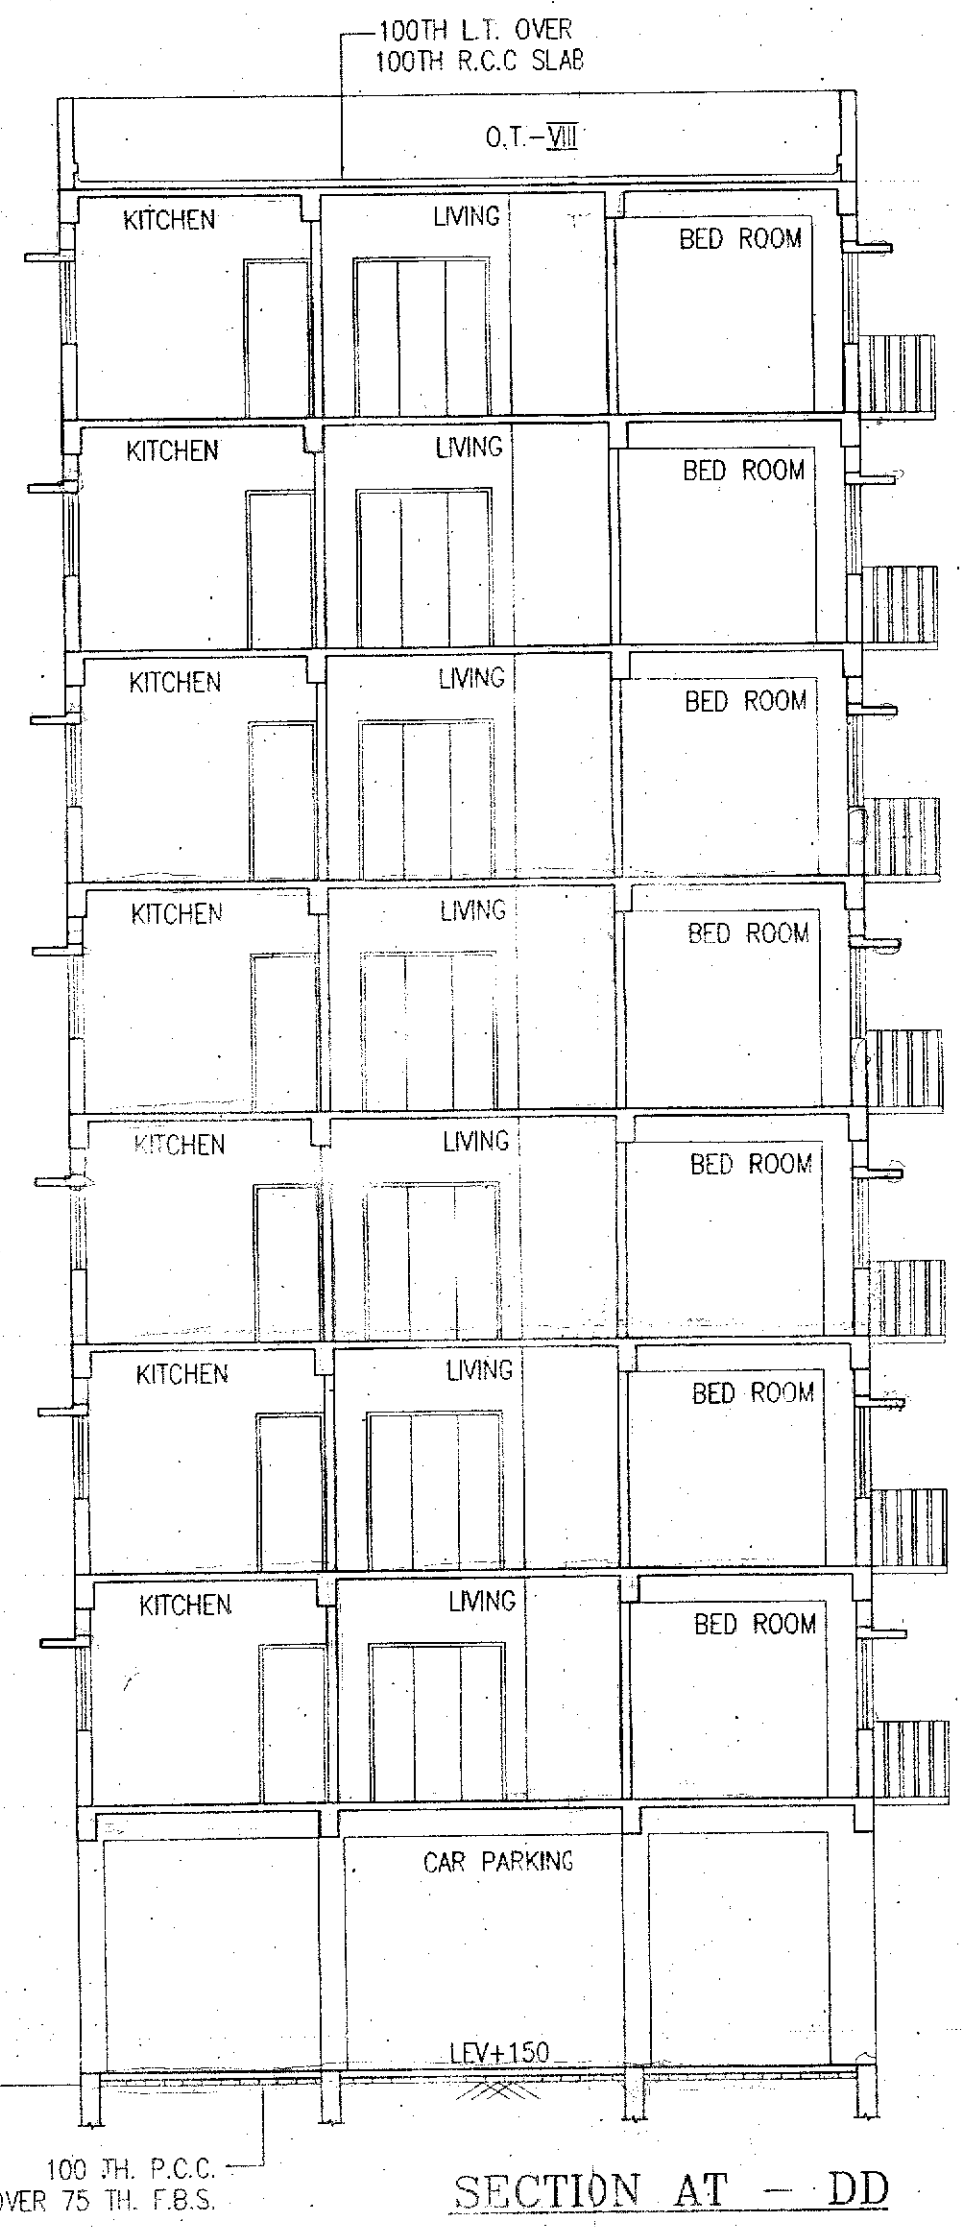 100TH L.T. OVER
100TH R.C.C SLAB
O.T.-VIII
KITCHEN LIVING BED ROOM
KITCHEN LIVING BED ROOM
KITCHEN LIVING BED ROOM
KITCHEN LIVING BED ROOM
KITCHEN LIVING BED ROOM
KITCHEN LIVING BED ROOM
KITCHEN LIVING BED ROOM
CAR PARKING
LEV+150
100 TH. P.C.C.
OVER 75 TH. F.B.S.
SECTION AT - DD